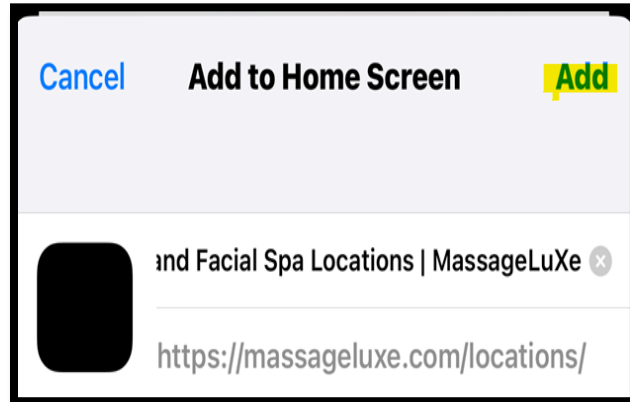 Cancel Add to Home Screen Add
and Facial Spa Locations | MassageLuXe
https://massageluxe.com/locations/